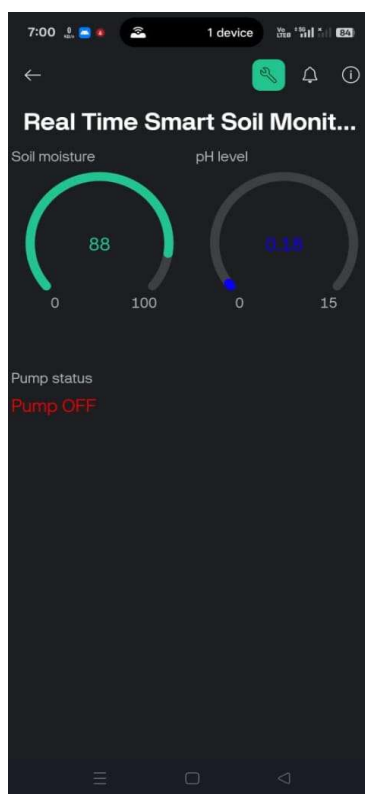 7:00
1 device
84
Real Time Smart Soil Monit...
Soil moisture
pH level
88
0.18
0
100
0
15
Pump status
Pump OFF